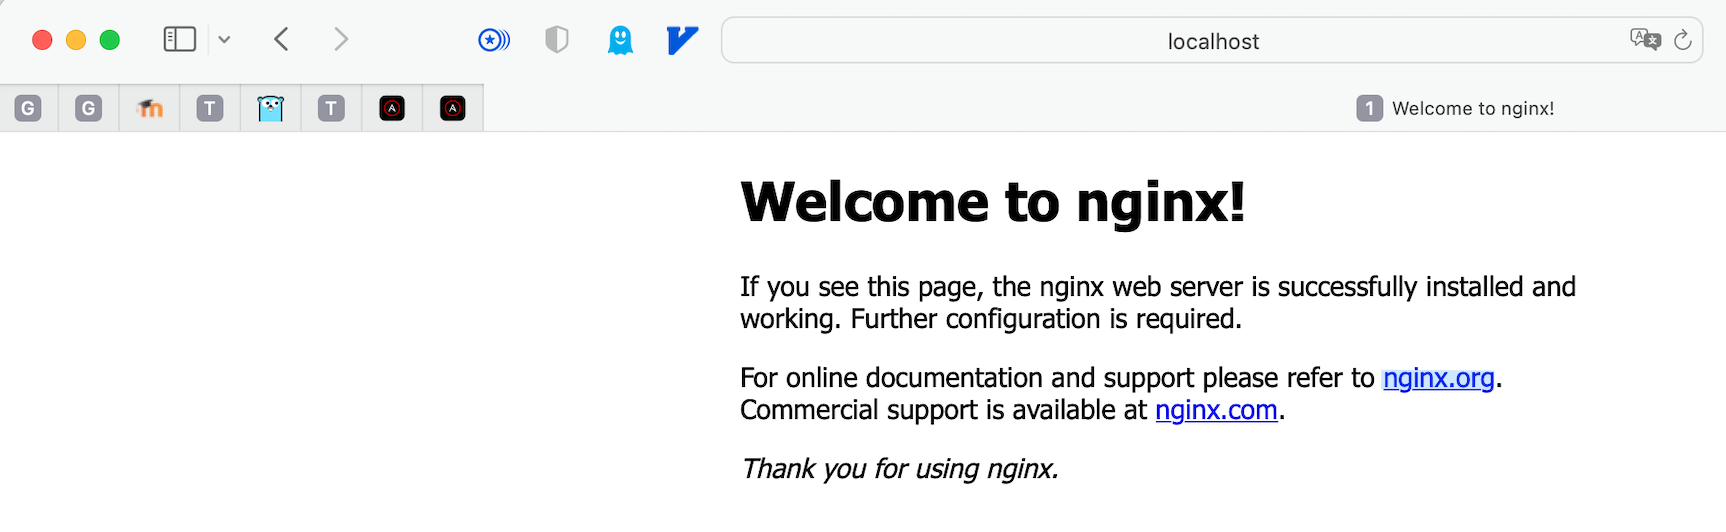 localhost
G G T T A A 1 Welcome to nginx!
Welcome to nginx!
If you see this page, the nginx web server is successfully installed and
working. Further configuration is required.
For online documentation and support please refer to nginx.org.
Commercial support is available at nginx.com.
Thank you for using nginx.